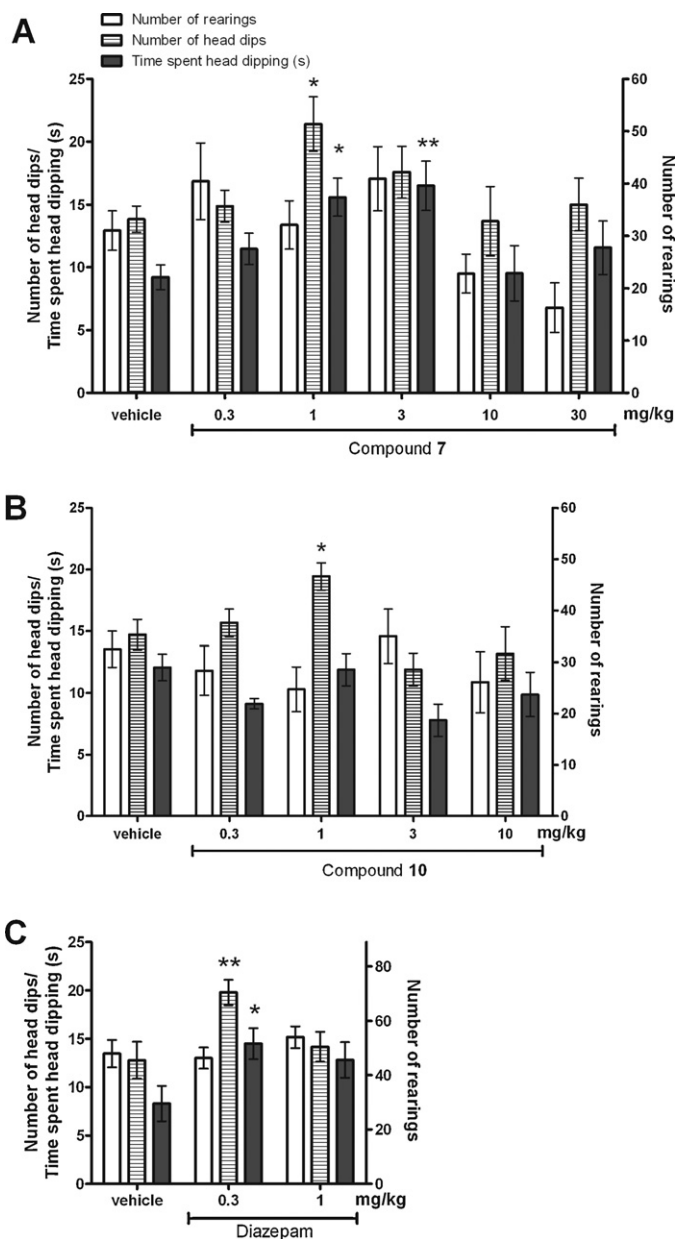 A
Number of rearings
Number of head dips
Time spent head dipping (s)
Number of head dips/
Time spent head dipping (s)
25
20
15
10
5
0
* * **
60
50
40
30
20
10
0
Number of rearings
vehicle 0.3 1 3 10 30 mg/kg
Compound 7
B
Number of head dips/
Time spent head dipping (s)
25
20
15
10
5
0
*
60
50
40
30
20
10
0
Number of rearings
vehicle 0.3 1 3 10 mg/kg
Compound 10
C
Number of head dips/
Time spent head dipping (s)
25
20
15
10
5
0
** *
80
60
40
20
0
Number of rearings
vehicle 0.3 1 mg/kg
Diazepam